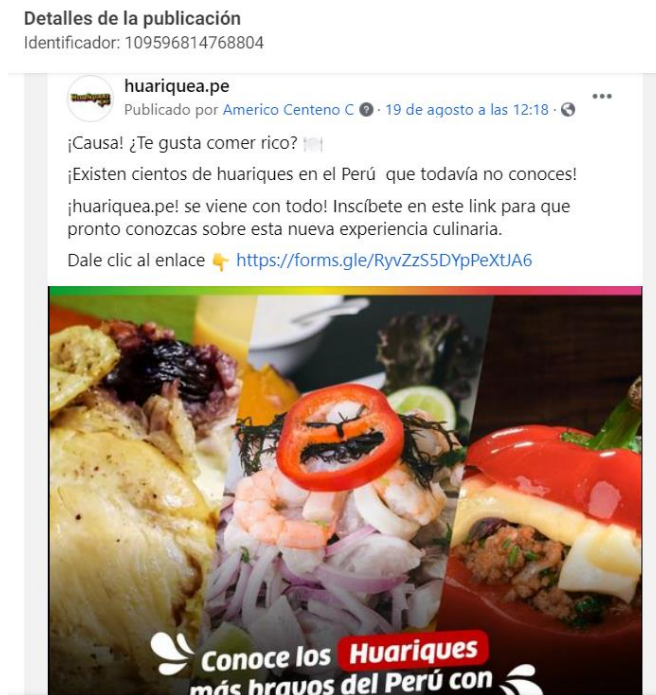 Detalles de la publicación
Identificador: 109596814768804
huariquea.pe
Publicado por Americo Centeno C · 19 de agosto a las 12:18 ·
¡Causa! ¿Te gusta comer rico? 🍽️
¡Existen cientos de huariques en el Perú  que todavía no conoces!
¡huariquea.pe! se viene con todo! Inscíbete en este link para que
pronto conozcas sobre esta nueva experiencia culinaria.
Dale clic al enlace 👇 https://forms.gle/RyvZzS5DYpPeXtJA6
Conoce los Huariques
más bravos del Perú con